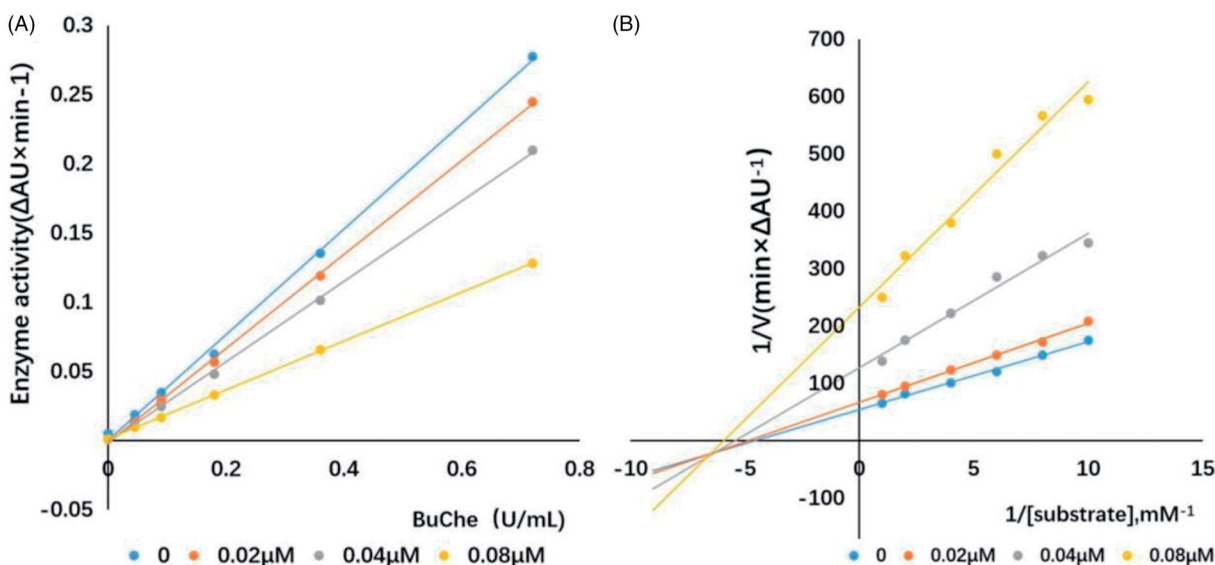 (A)
Enzyme activity(ΔAU×min-1)
0.3
0.25
0.2
0.15
0.1
0.05
0
-0.05
0 0.2 0.4 0.6 0.8
BuChe (U/mL)
0 0.02μM 0.04μM 0.08μM
(B)
1/V(min×ΔAU-1)
700
600
500
400
300
200
100
-100
-10 -5 0 5 10 15
1/[substrate],mM-1
0 0.02μM 0.04μM 0.08μM